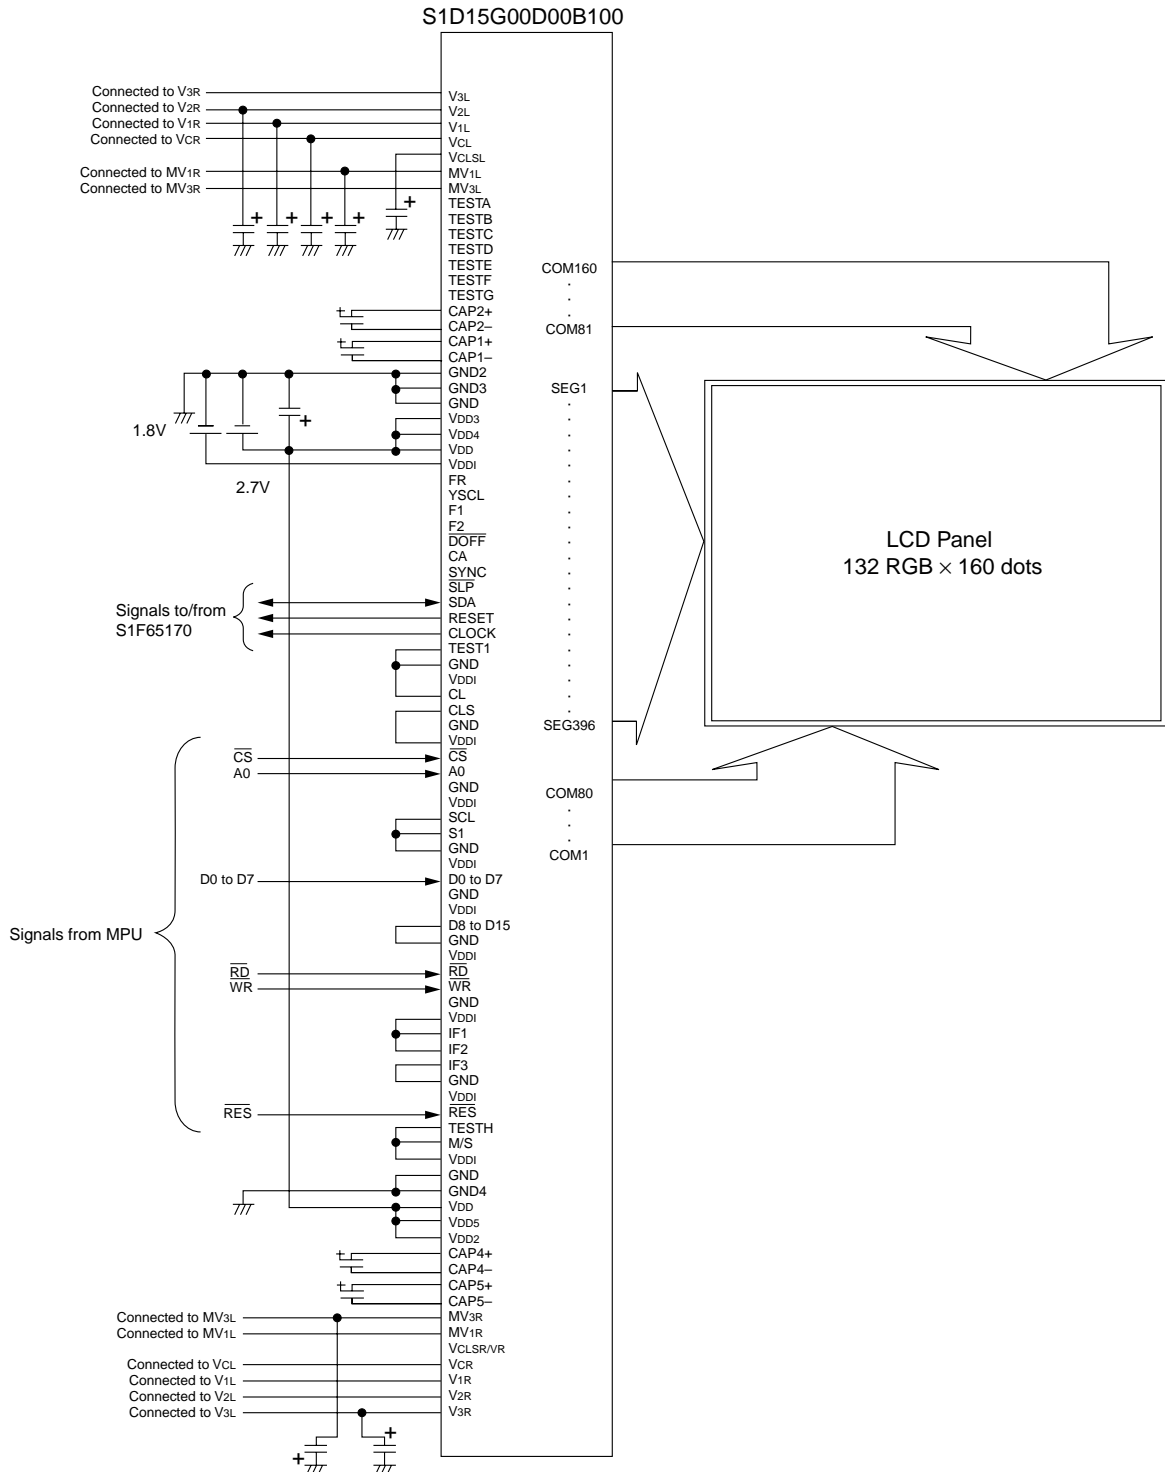 S1D15G00D00B100
Connected to V3R
Connected to V2R
Connected to V1R
Connected to VCR
Connected to MV1R
Connected to MV3R
V3L
V2L
V1L
VCL
VCLSL
MV1L
MV3L
TESTA
TESTB
TESTC
TESTD
TESTE
TESTF
TESTG
CAP2+
CAP2–
CAP1+
CAP1–
GND2
GND3
GND
VDD3
VDD4
VDD
VDDI
FR
YSCL
F1
F2
DOFF
CA
SYNC
SLP
SDA
RESET
CLOCK
TEST1
GND
VDDI
CL
CLS
GND
VDDI
CS
A0
GND
VDDI
SCL
S1
GND
VDDI
D0 to D7
GND
VDDI
D8 to D15
GND
VDDI
RD
WR
GND
VDDI
IF1
IF2
IF3
GND
VDDI
RES
TESTH
M/S
VDDI
GND
GND4
VDD
VDD5
VDD2
CAP4+
CAP4–
CAP5+
CAP5–
MV3R
MV1R
VCLSR/VR
VCR
V1R
V2R
V3R
+ + + + +
+
+
1.8V
+
2.7V
Signals to/from
S1F65170
CS
A0
D0 to D7
Signals from MPU
RD
WR
RES
+
+
Connected to MV3L
Connected to MV1L
Connected to VCL
Connected to V1L
Connected to V2L
Connected to V3L
+ +
COM160
COM81
SEG1
SEG396
COM80
COM1
LCD Panel
132 RGB × 160 dots